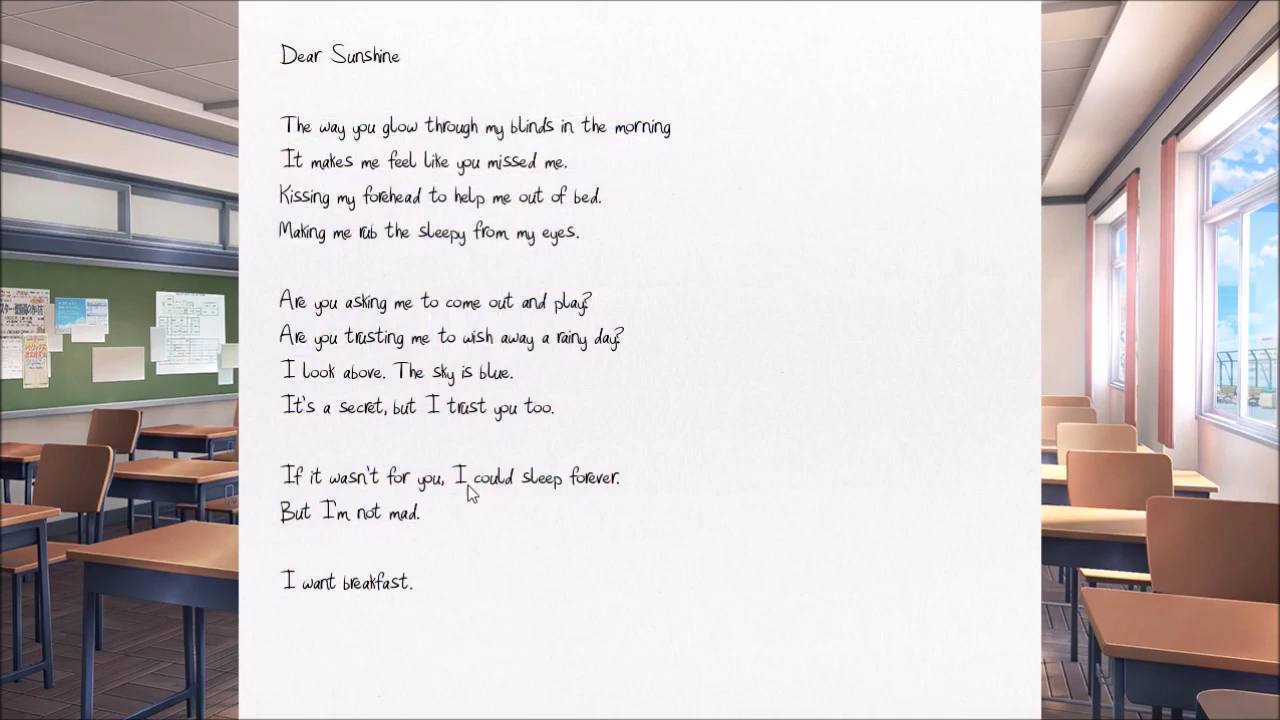 Dear Sunshine
The way you glow through my blinds in the morning
It makes me feel like you missed me.
Kissing my forehead to help me out of bed.
Making me rub the sleepy from my eyes.
Are you asking me to come out and play?
Are you trusting me to wish away a rainy day?
I look above. The sky is blue.
It's a secret, but I trust you too.
If it wasn't for you, I could sleep forever.
But I'm not mad.
I want breakfast.